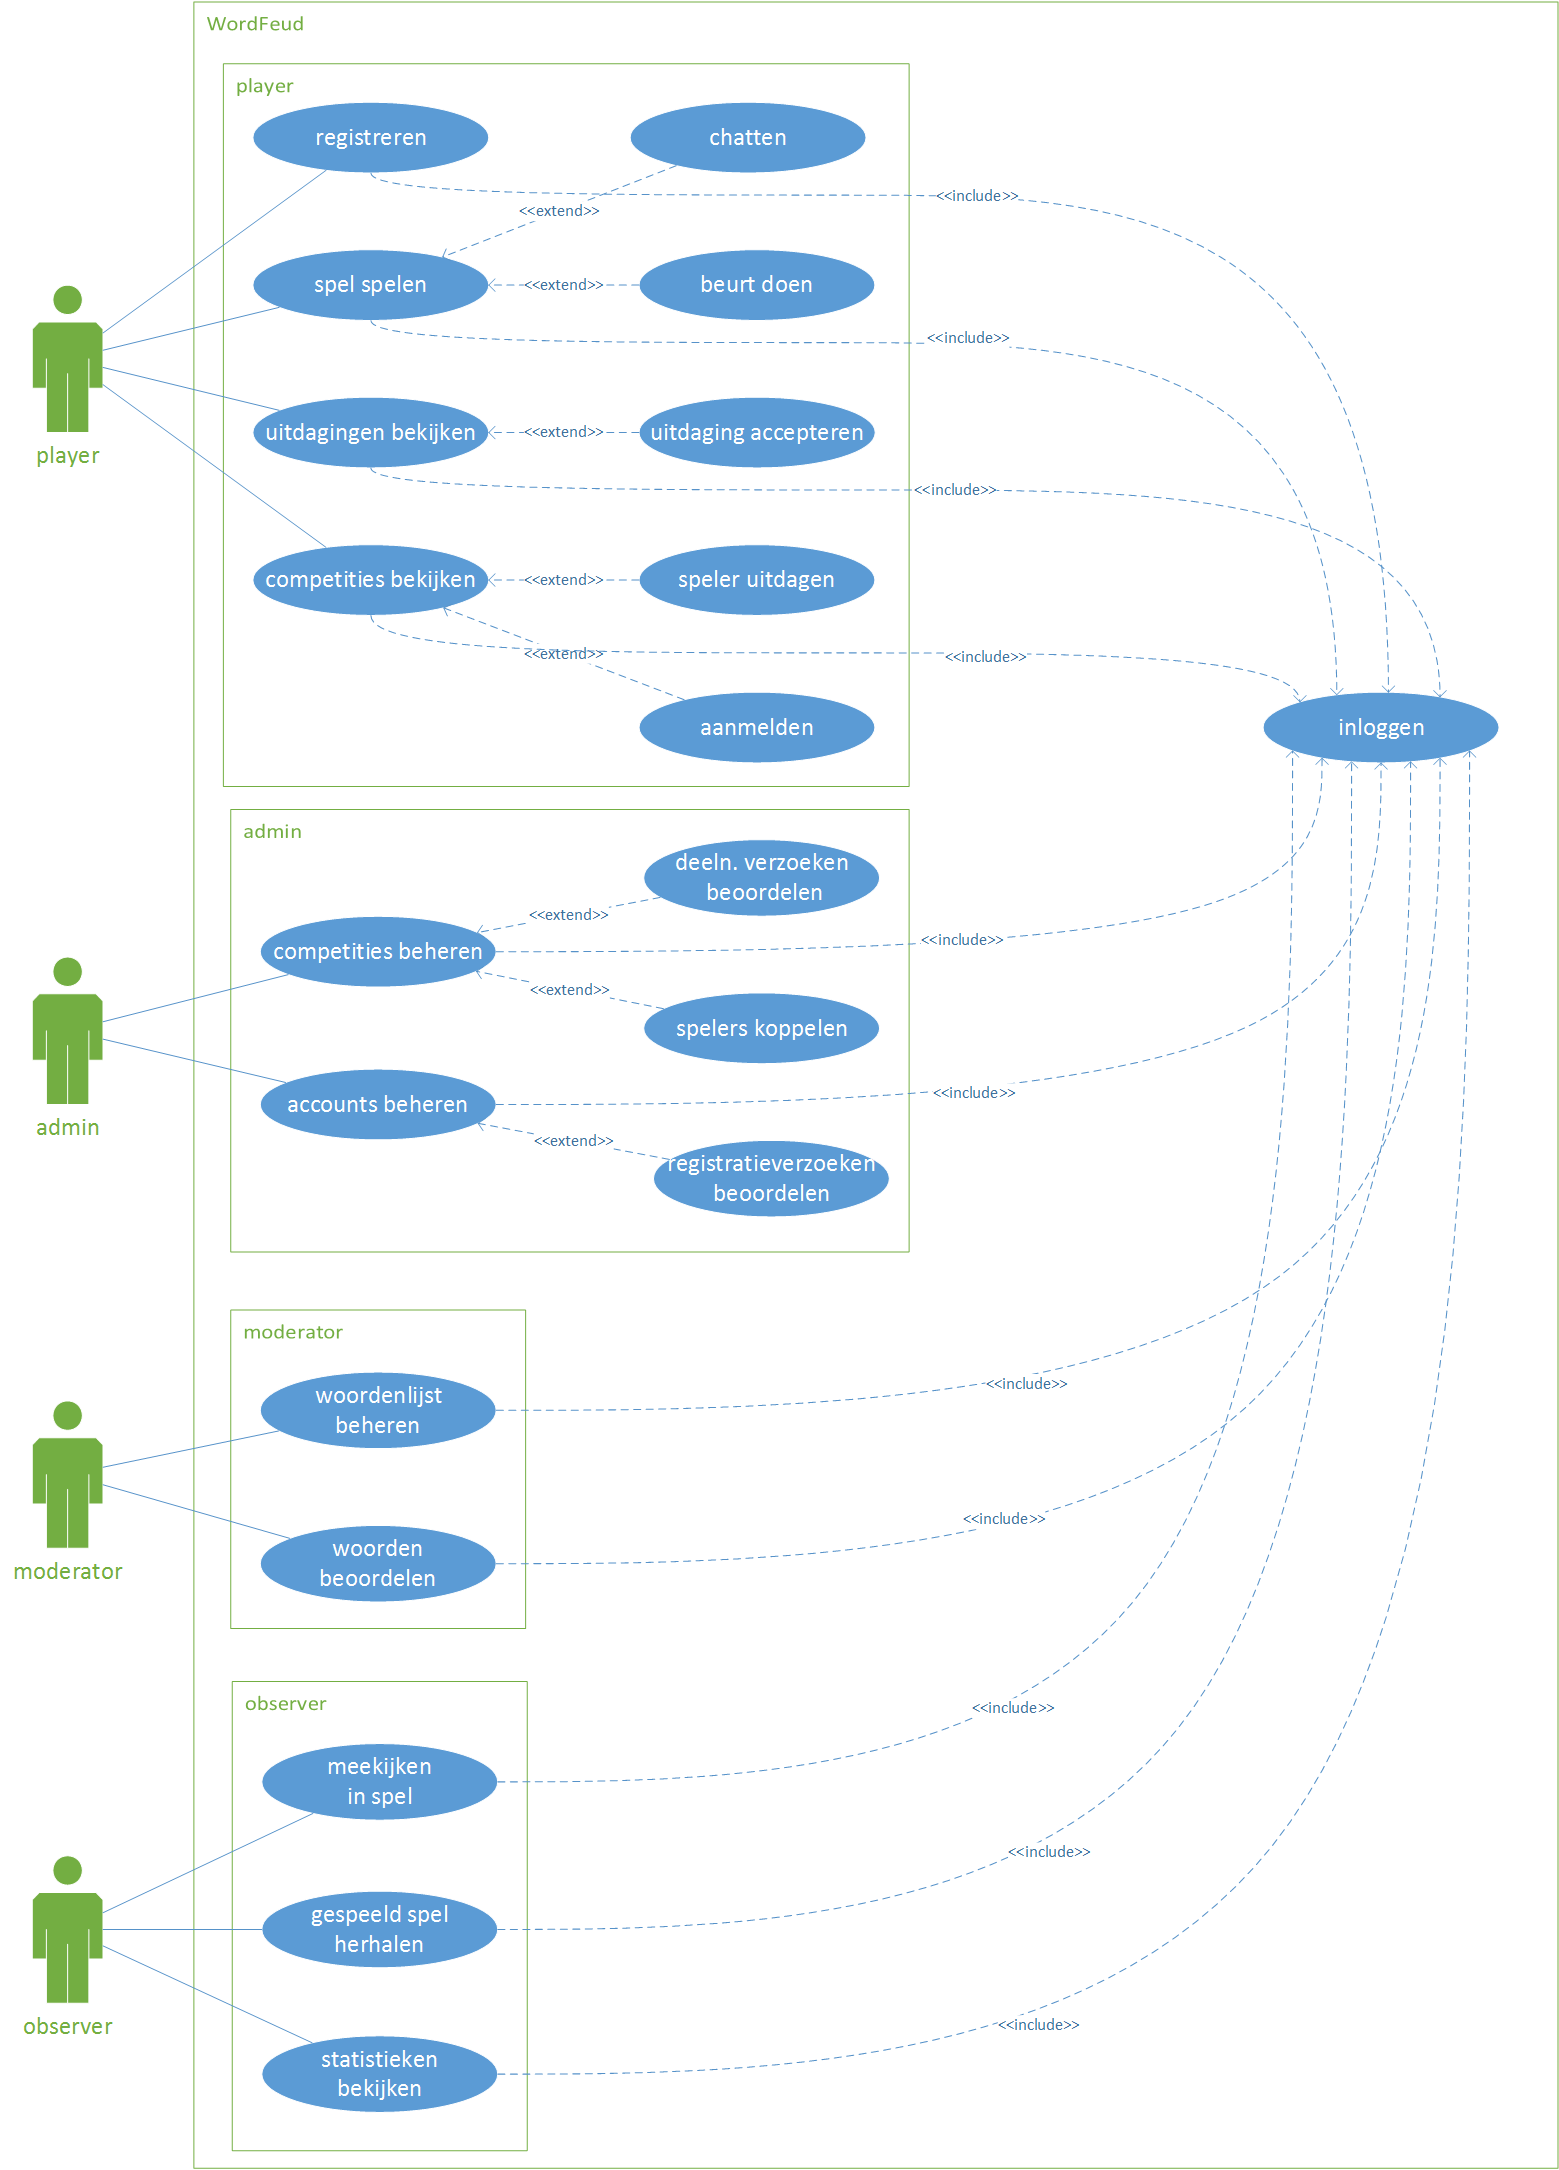 WordFeud
player
registreren
chatten
<<include>>
<<extend>>
spel spelen
<<extend>>
beurt doen
<<include>>
player
uitdagingen bekijken
<<extend>>
uitdaging accepteren
<<include>>
competities bekijken
<<extend>>
speler uitdagen
<<extend>>
<<include>>
aanmelden
inloggen
admin
deeln. verzoeken
beoordelen
<<extend>>
competities beheren
<<include>>
<<extend>>
spelers koppelen
accounts beheren
<<include>>
admin
<<extend>>
registratieverzoeken
beoordelen
moderator
woordenlijst
beheren
<<include>>
<<include>>
woorden
beoordelen
moderator
observer
<<include>>
meekijken
in spel
<<include>>
gespeeld spel
herhalen
observer
<<include>>
statistieken
bekijken